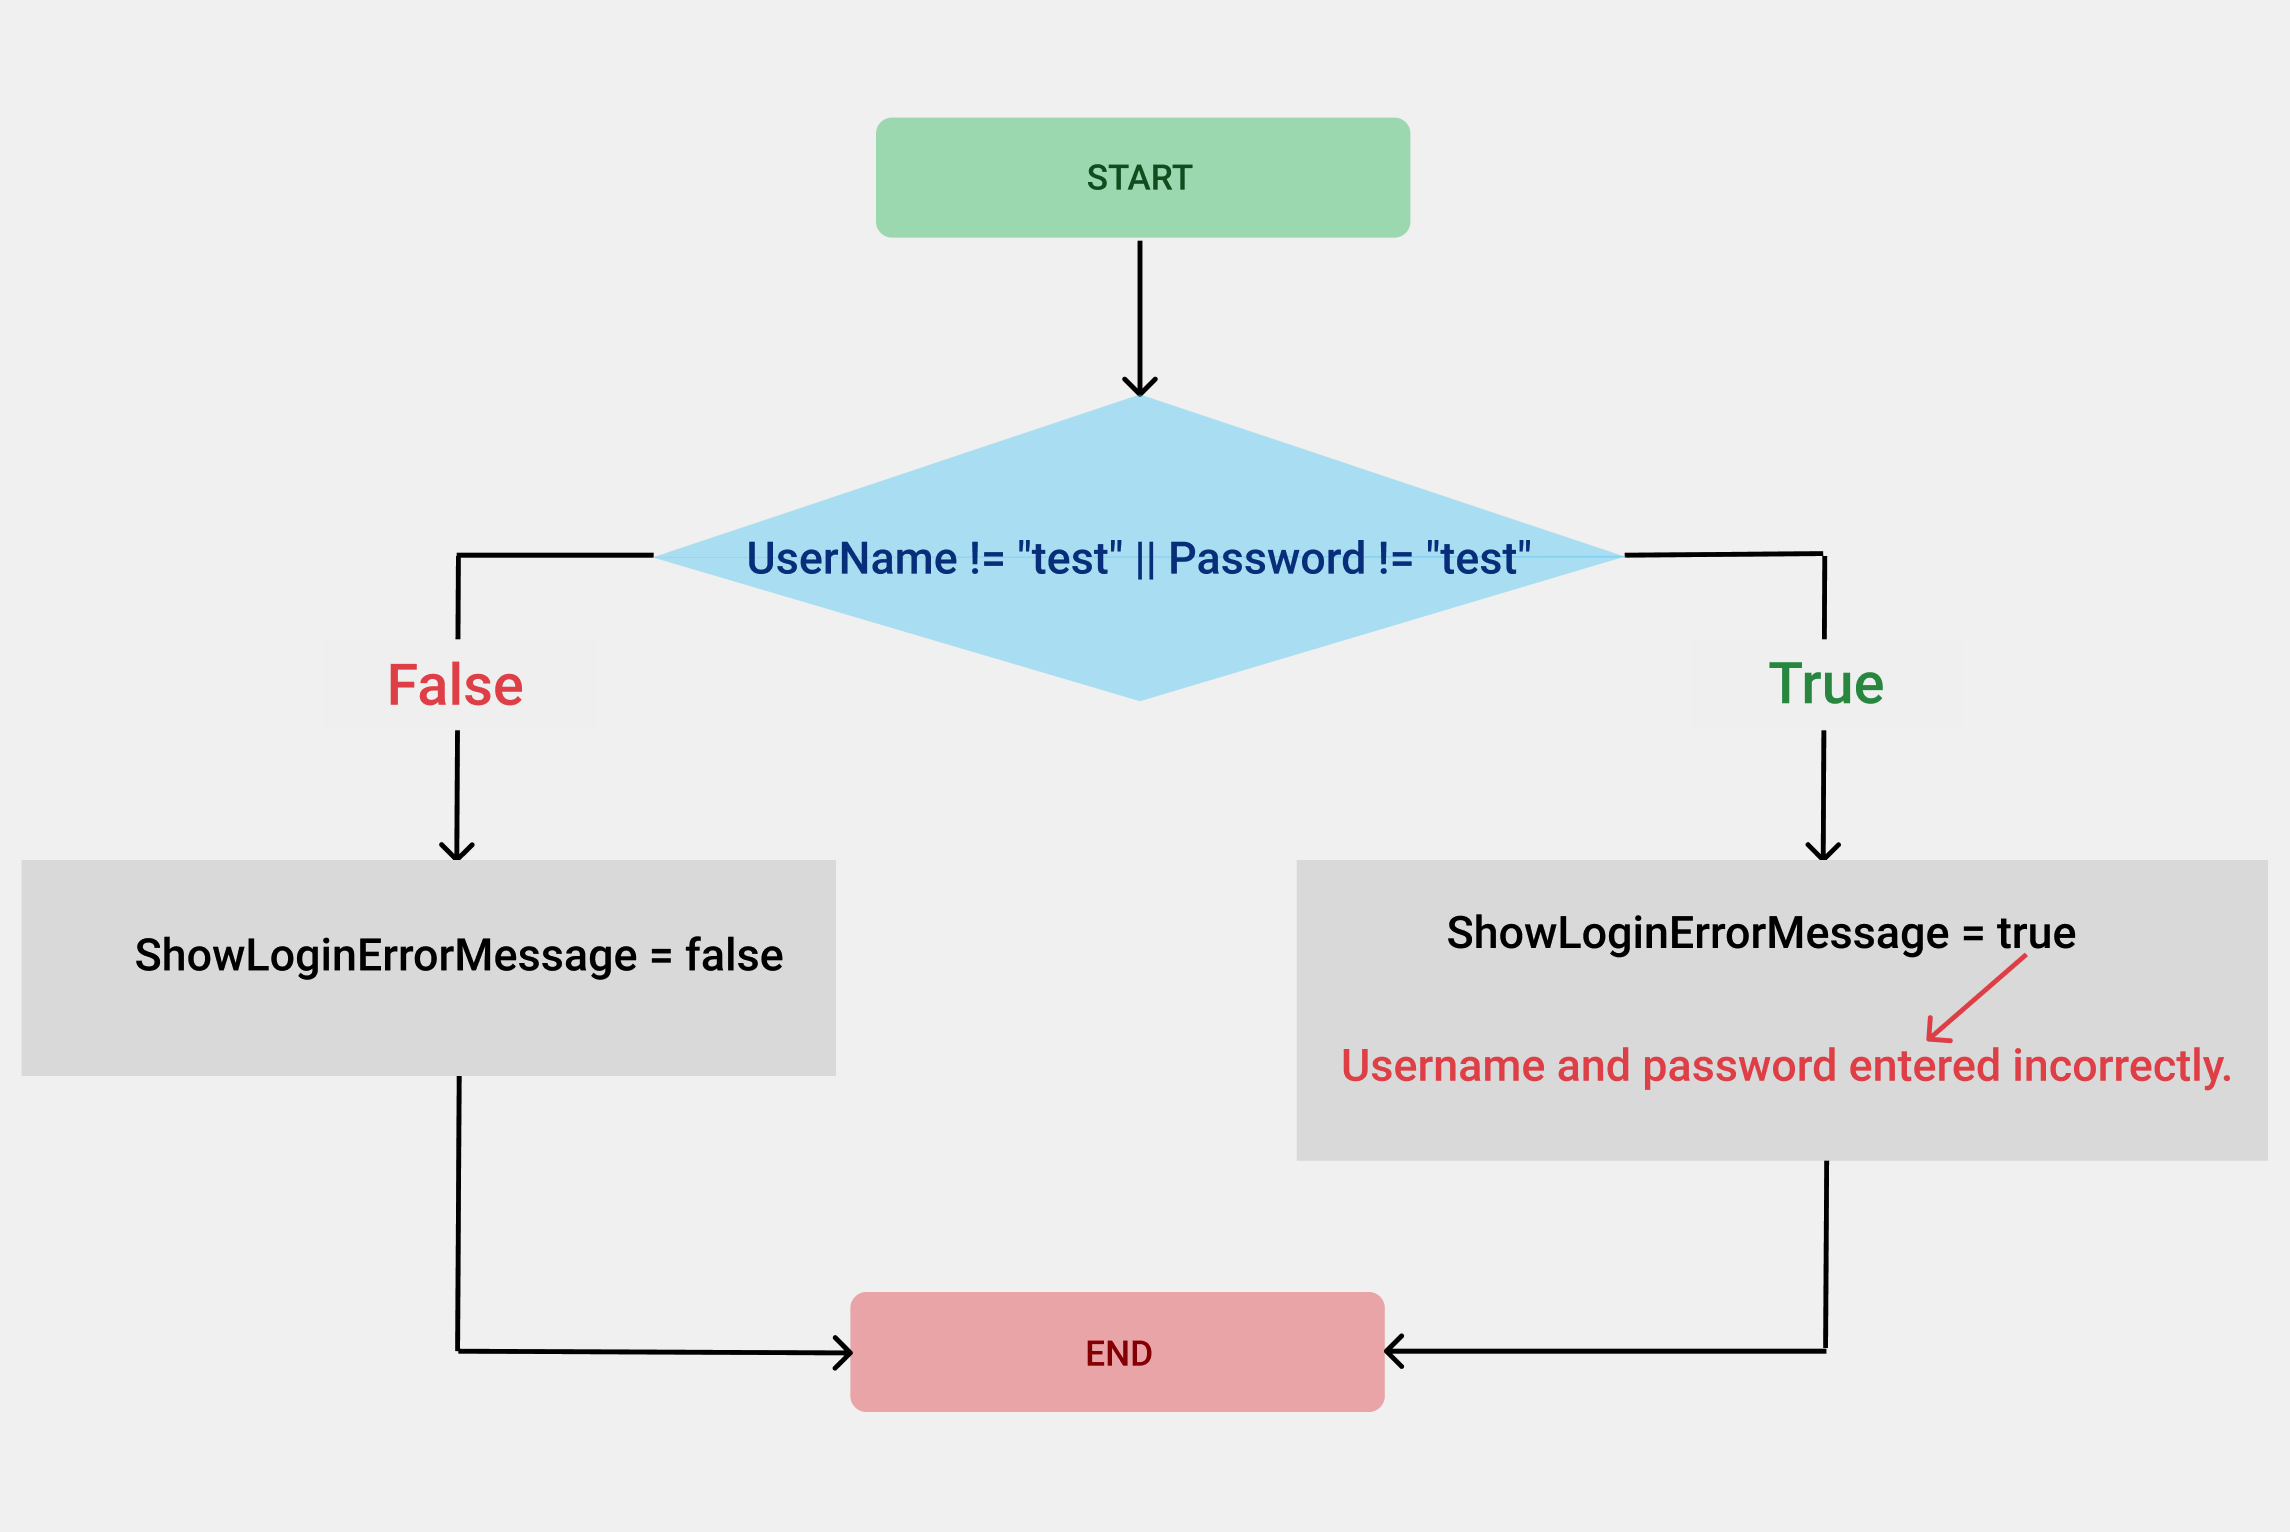 START
UserName != "test" || Password != "test"
False
True
ShowLoginErrorMessage = false
ShowLoginErrorMessage = true
Username and password entered incorrectly.
END